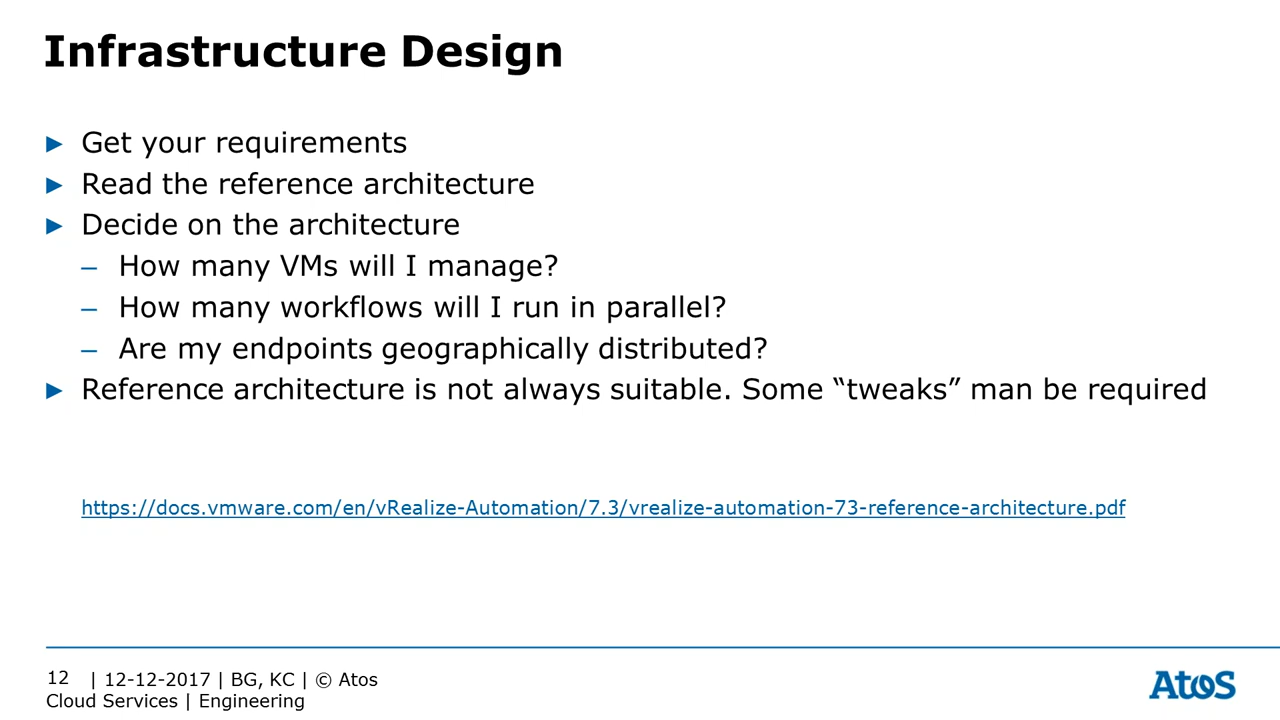 Infrastructure Design
► Get your requirements
► Read the reference architecture
► Decide on the architecture
– How many VMs will I manage?
– How many workflows will I run in parallel?
– Are my endpoints geographically distributed?
► Reference architecture is not always suitable. Some “tweaks” man be required
https://docs.vmware.com/en/vRealize-Automation/7.3/vrealize-automation-73-reference-architecture.pdf
12 | 12-12-2017 | BG, KC | © Atos
Cloud Services | Engineering
Atos